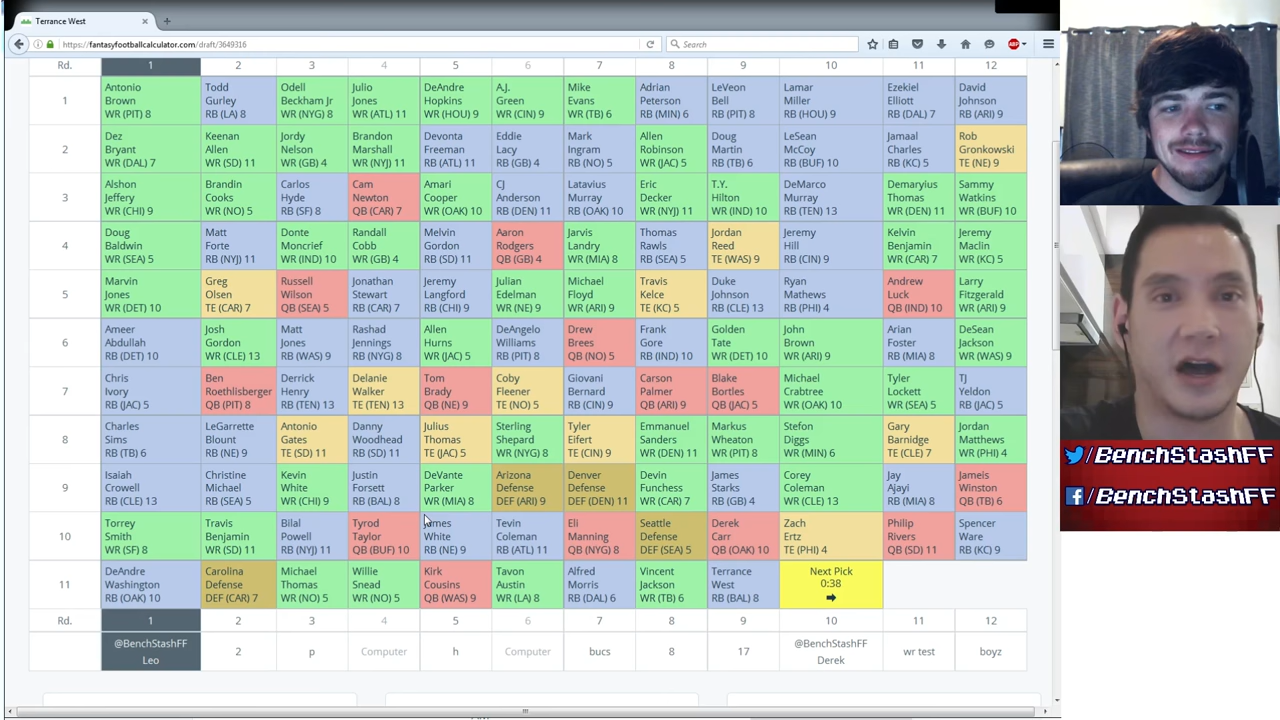 Terrance West
https://fantasyfootballcalculator.com/draft/3649316
Search
ABP
Rd. 1 2 3 4 5 6 7 8 9 10 11 12
1
Antonio Brown WR (PIT) 8
Todd Gurley RB (LA) 8
Odell Beckham Jr WR (NYG) 8
Julio Jones WR (ATL) 11
DeAndre Hopkins WR (HOU) 9
A.J. Green WR (CIN) 9
Mike Evans WR (TB) 6
Adrian Peterson RB (MIN) 6
LeVeon Bell RB (PIT) 8
Lamar Miller RB (HOU) 9
Ezekiel Elliott RB (DAL) 7
David Johnson RB (ARI) 9
2
Dez Bryant WR (DAL) 7
Keenan Allen WR (SD) 11
Jordy Nelson WR (GB) 4
Brandon Marshall WR (NYJ) 11
Devonta Freeman RB (ATL) 11
Eddie Lacy RB (GB) 4
Mark Ingram RB (NO) 5
Allen Robinson WR (JAC) 5
Doug Martin RB (TB) 6
LeSean McCoy RB (BUF) 10
Jamaal Charles RB (KC) 5
Rob Gronkowski TE (NE) 9
3
Alshon Jeffery WR (CHI) 9
Brandin Cooks WR (NO) 5
Carlos Hyde RB (SF) 8
Cam Newton QB (CAR) 7
Amari Cooper WR (OAK) 10
CJ Anderson RB (DEN) 11
Latavius Murray RB (OAK) 10
Eric Decker WR (NYJ) 11
T.Y. Hilton WR (IND) 10
DeMarco Murray RB (TEN) 13
Demaryius Thomas WR (DEN) 11
Sammy Watkins WR (BUF) 10
4
Doug Baldwin WR (SEA) 5
Matt Forte RB (NYJ) 11
Donte Moncrief WR (IND) 10
Randall Cobb WR (GB) 4
Melvin Gordon RB (SD) 11
Aaron Rodgers QB (GB) 4
Jarvis Landry WR (MIA) 8
Thomas Rawls RB (SEA) 5
Jordan Reed TE (WAS) 9
Jeremy Hill RB (CIN) 9
Kelvin Benjamin WR (CAR) 7
Jeremy Maclin WR (KC) 5
5
Marvin Jones WR (DET) 10
Greg Olsen TE (CAR) 7
Russell Wilson QB (SEA) 5
Jonathan Stewart RB (CAR) 7
Jeremy Langford RB (CHI) 9
Julian Edelman WR (NE) 9
Michael Floyd WR (ARI) 9
Travis Kelce TE (KC) 5
Duke Johnson RB (CLE) 13
Ryan Mathews RB (PHI) 4
Andrew Luck QB (IND) 10
Larry Fitzgerald WR (ARI) 9
6
Ameer Abdullah RB (DET) 10
Josh Gordon WR (CLE) 13
Matt Jones RB (WAS) 9
Rashad Jennings RB (NYG) 8
Allen Hurns WR (JAC) 5
DeAngelo Williams RB (PIT) 8
Drew Brees QB (NO) 5
Frank Gore RB (IND) 10
Golden Tate WR (DET) 10
John Brown WR (ARI) 9
Arian Foster RB (MIA) 8
DeSean Jackson WR (WAS) 9
7
Chris Ivory RB (JAC) 5
Ben Roethlisberger QB (PIT) 8
Derrick Henry RB (TEN) 13
Delanie Walker TE (TEN) 13
Tom Brady QB (NE) 9
Coby Fleener TE (NO) 5
Giovani Bernard RB (CIN) 9
Carson Palmer QB (ARI) 9
Blake Bortles QB (JAC) 5
Michael Crabtree WR (OAK) 10
Tyler Lockett WR (SEA) 5
TJ Yeldon RB (JAC) 5
8
Charles Sims RB (TB) 6
LeGarrette Blount RB (NE) 9
Antonio Gates TE (SD) 11
Danny Woodhead RB (SD) 11
Julius Thomas TE (JAC) 5
Sterling Shepard WR (NYG) 8
Tyler Eifert TE (CIN) 9
Emmanuel Sanders WR (DEN) 11
Markus Wheaton WR (PIT) 8
Stefon Diggs WR (MIN) 6
Gary Barnidge TE (CLE) 7
Jordan Matthews WR (PHI) 4
9
Isaiah Crowell RB (CLE) 13
Christine Michael RB (SEA) 5
Kevin White WR (CHI) 9
Justin Forsett RB (BAL) 8
DeVante Parker WR (MIA) 8
Arizona Defense DEF (ARI) 9
Denver Defense DEF (DEN) 11
Devin Funchess WR (CAR) 7
James Starks RB (GB) 4
Corey Coleman WR (CLE) 13
Jay Ajayi RB (MIA) 8
Jameis Winston QB (TB) 6
10
Torrey Smith WR (SF) 8
Travis Benjamin WR (SD) 11
Bilal Powell RB (NYJ) 11
Tyrod Taylor QB (BUF) 10
James White RB (NE) 9
Tevin Coleman RB (ATL) 11
Eli Manning QB (NYG) 8
Seattle Defense DEF (SEA) 5
Derek Carr QB (OAK) 10
Zach Ertz TE (PHI) 4
Philip Rivers QB (SD) 11
Spencer Ware RB (KC) 9
11
DeAndre Washington RB (OAK) 10
Carolina Defense DEF (CAR) 7
Michael Thomas WR (NO) 5
Willie Snead WR (NO) 5
Kirk Cousins QB (WAS) 9
Tavon Austin WR (LA) 8
Alfred Morris RB (DAL) 6
Vincent Jackson WR (TB) 6
Terrance West RB (BAL) 8
Next Pick 0:38
Rd. 1 2 3 4 5 6 7 8 9 10 11 12
@BenchStashFF Leo
2
p
Computer
h
Computer
bucs
8
17
@BenchStashFF Derek
wr test
boyz
/BenchStashFF
/BenchStashFF